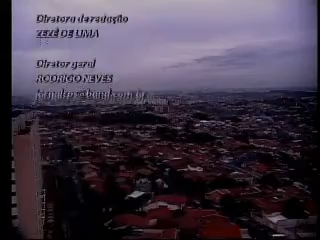 Diretora de redação
ZEZÉ DE LIMA
Diretor geral
RODRIGO NEVES